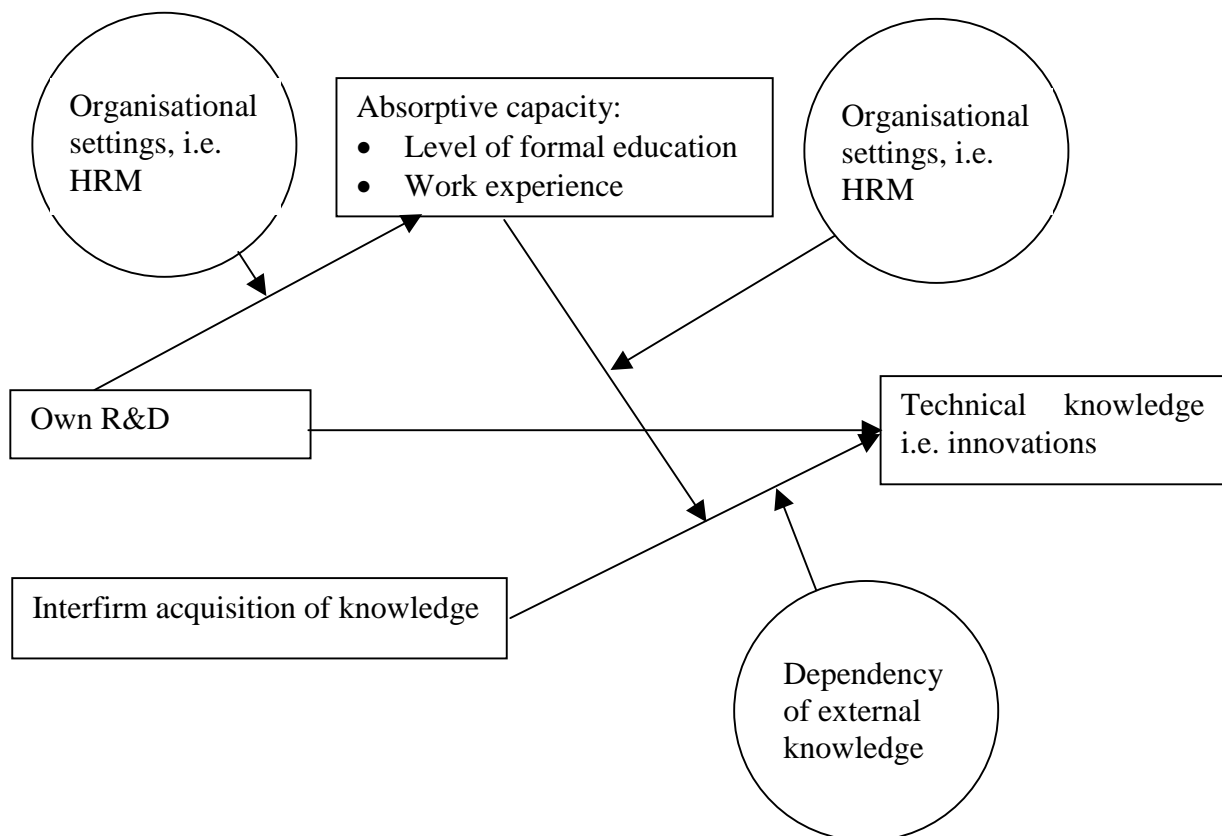 Organisational
settings, i.e.
HRM
Absorptive capacity:
• Level of formal education
• Work experience
Organisational
settings, i.e.
HRM
Own R&D
Technical knowledge
i.e. innovations
Interfirm acquisition of knowledge
Dependency
of external
knowledge